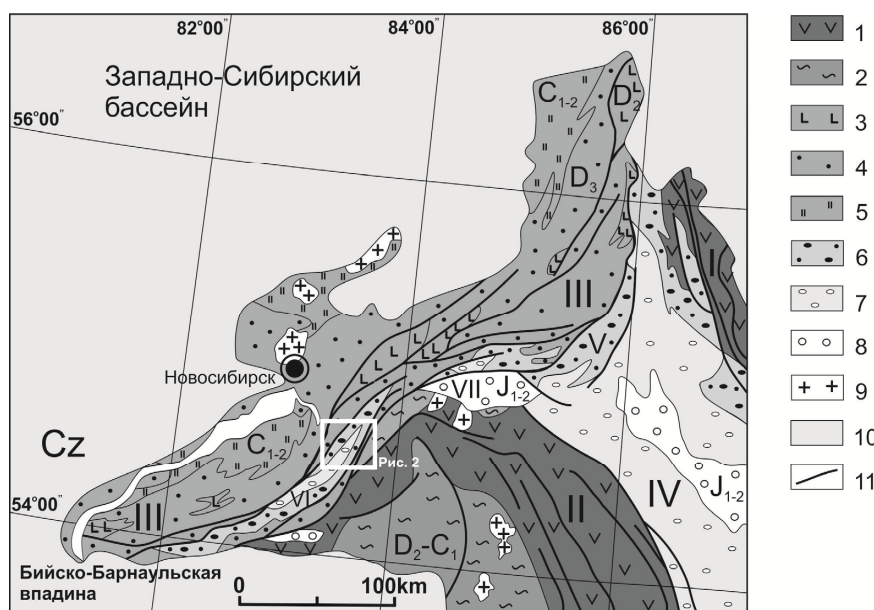 82°00" 84°00" 86°00" 1
Западно-Сибирский 2
бассейн
C1-2 D2 3
56°00"
D3 4
5
I 6
III
V 7
Новосибирск VII J1-2 8
Cz C1-2 9
Рис. 2
VI IV J1-2 10
54°00"
III II 11
D2-C1
Бийско-Барнаульская
впадина
0 100km